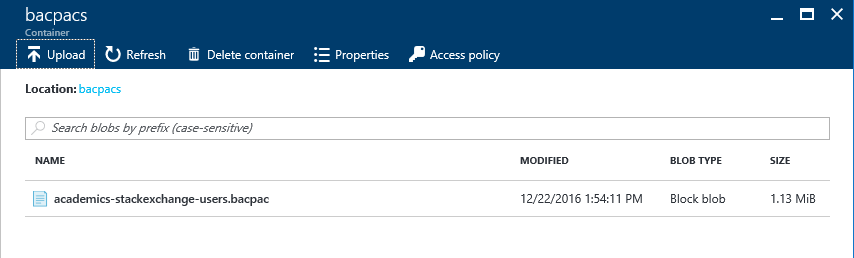 bacpacs
Container
Upload Refresh Delete container Properties Access policy
Location: bacpacs
Search blobs by prefix (case-sensitive)
NAME MODIFIED BLOB TYPE SIZE
academics-stackexchange-users.bacpac 12/22/2016 1:54:11 PM Block blob 1.13 MiB